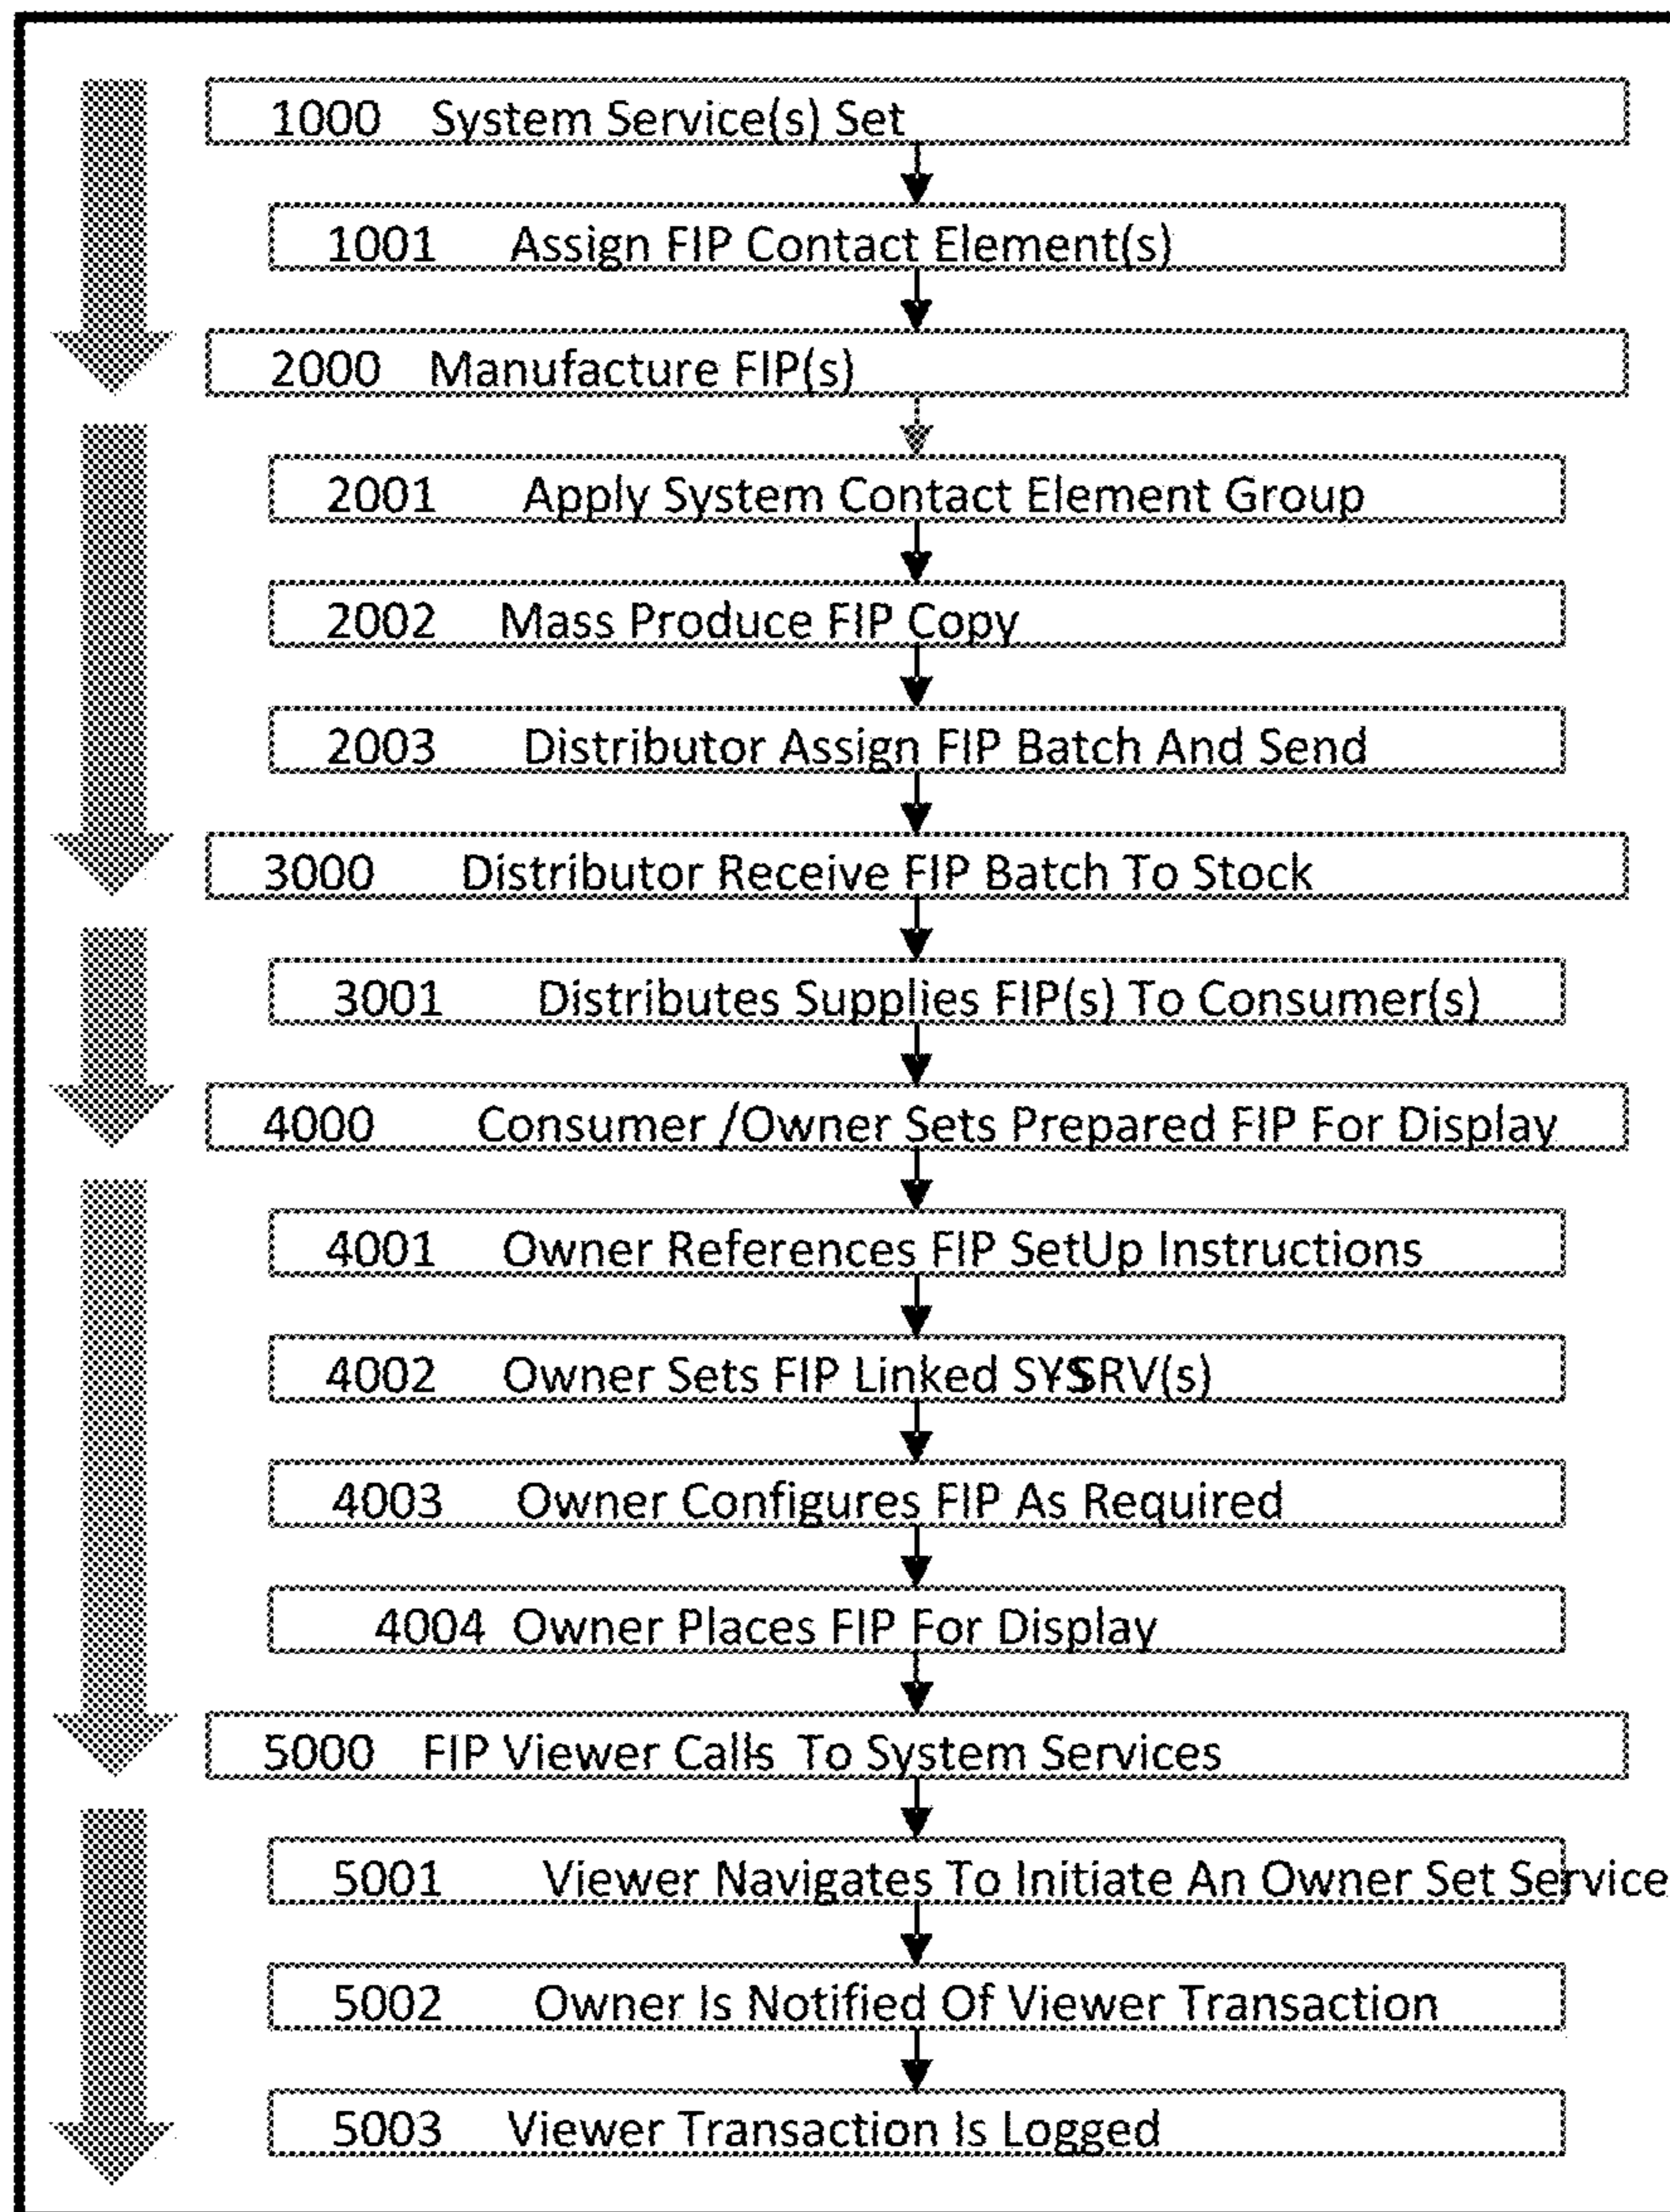 1000 System Service(s) Set
1001 Assign FIP Contact Element(s)
2000 Manufacture FIP(s)
2001 Apply System Contact Element Group
2002 Mass Produce FIP Copy
2003 Distributor Assign FIP Batch And Send
3000 Distributor Receive FIP Batch To Stock
3001 Distributes Supplies FIP(s) To Consumer(s)
4000 Consumer /Owner Sets Prepared FIP For Display
4001 Owner References FIP SetUp Instructions
4002 Owner Sets FIP Linked SYSSRV(s)
4003 Owner Configures FIP As Required
4004 Owner Places FIP For Display
5000 FIP Viewer Calls To System Services
5001 Viewer Navigates To Initiate An Owner Set Service
5002 Owner Is Notified Of Viewer Transaction
5003 Viewer Transaction Is Logged